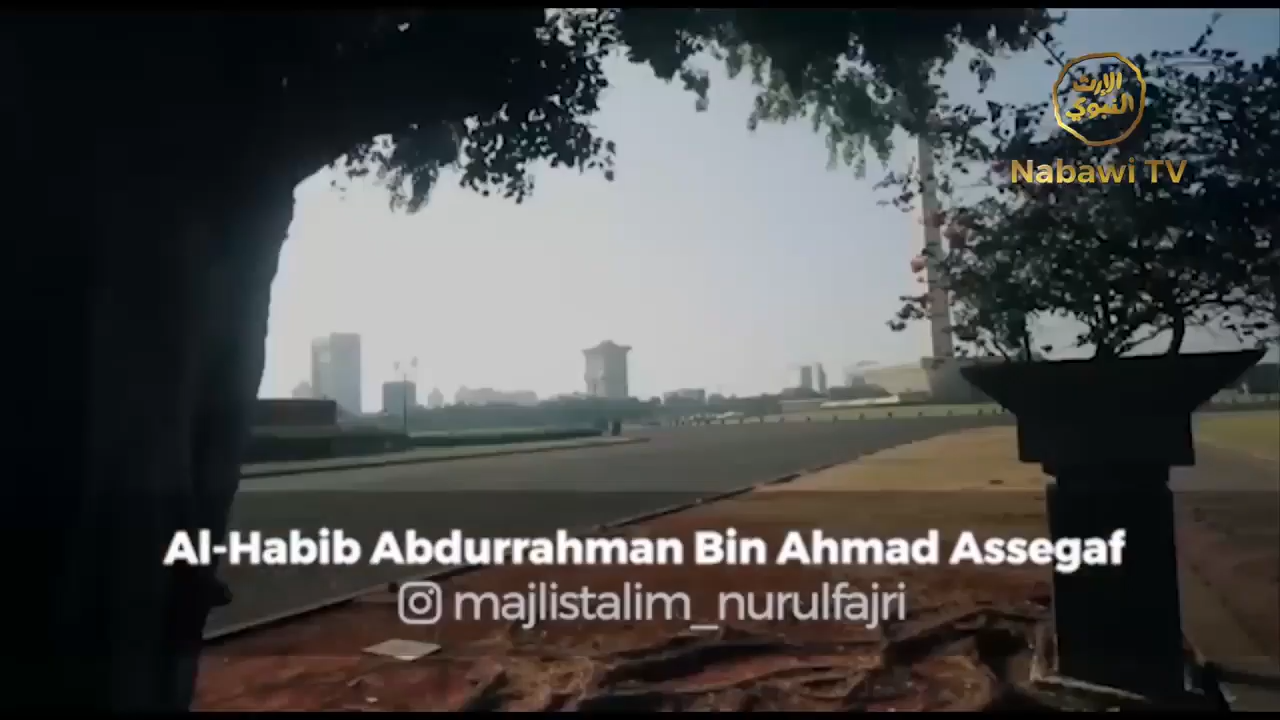 الإرث
النبوي
Nabawi TV
Al-Habib Abdurrahman Bin Ahmad Assegaf
majlistalim_nurulfajri